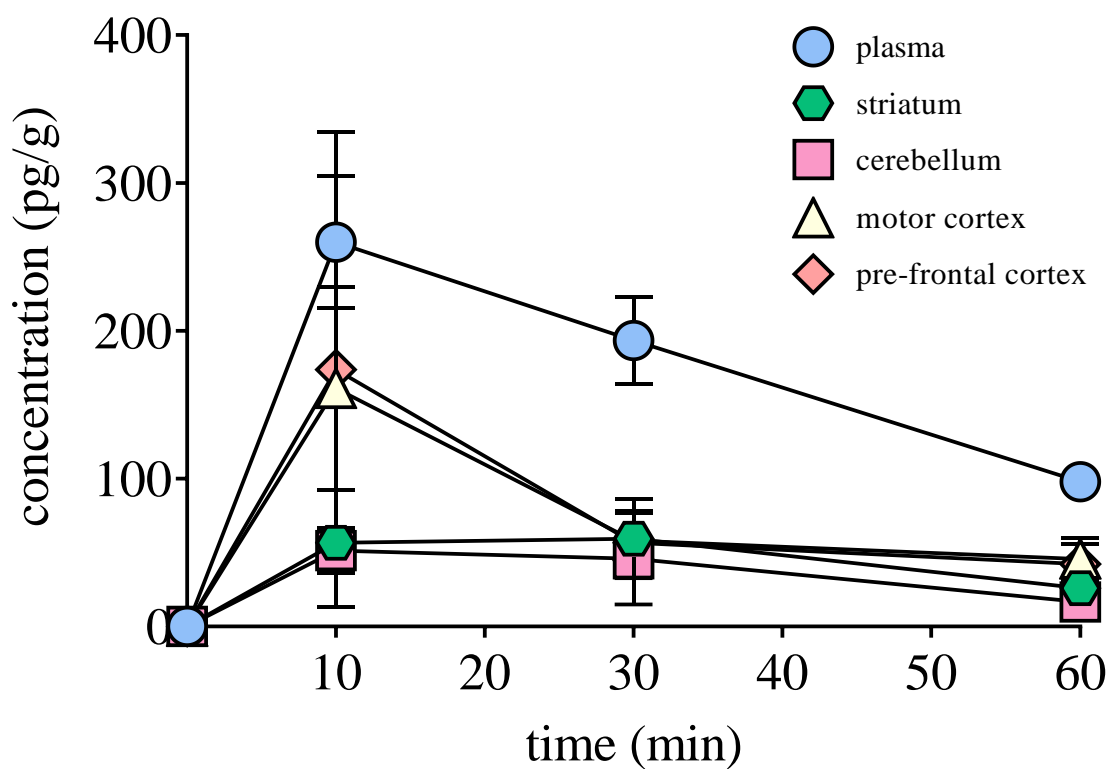 400
300
200
100
0
concentration (pg/g)
10 20 30 40 50 60
time (min)
plasma
striatum
cerebellum
motor cortex
pre-frontal cortex